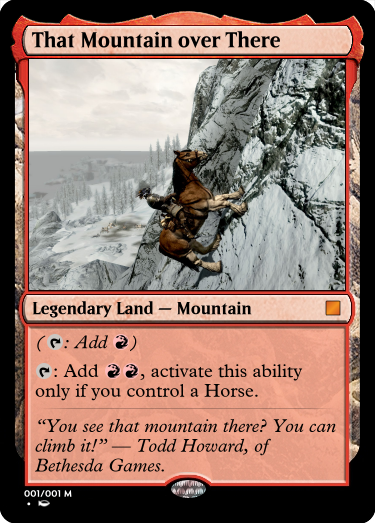 That Mountain over There
Legendary Land — Mountain
(: Add )
: Add , activate this ability
only if you control a Horse.
“You see that mountain there? You can
climb it!” — Todd Howard, of
Bethesda Games.
001/001 M